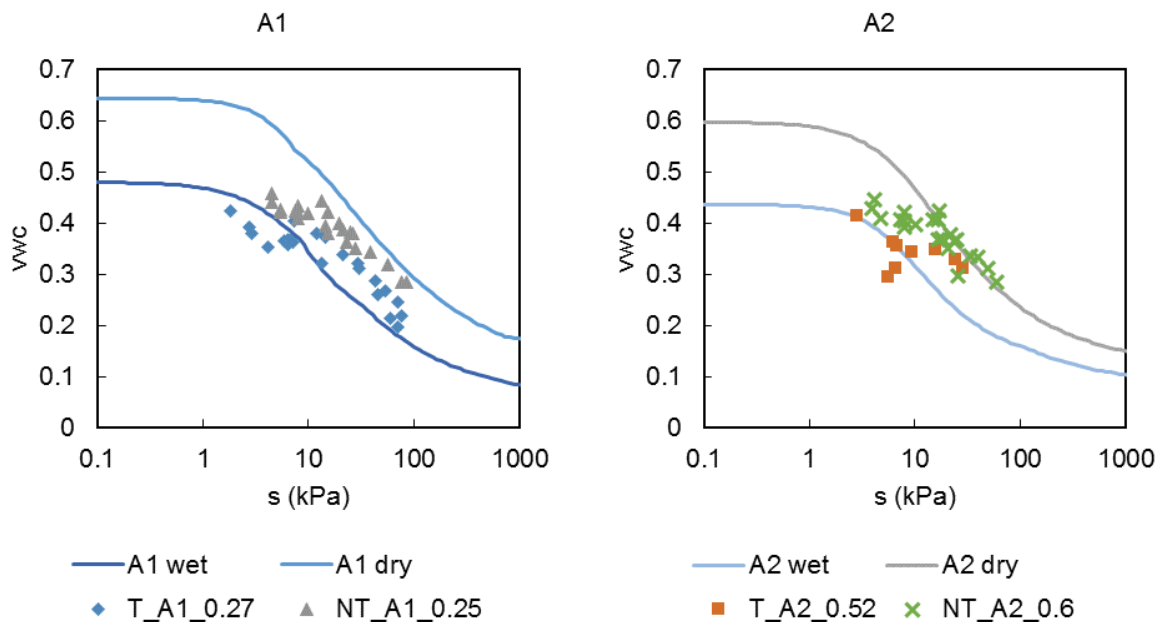 A1
A2
0.7
0.6
0.5
0.4
0.3
0.2
0.1
0
vvc
0.1 1 10 100 1000
s (kPa)
0.7
0.6
0.5
0.4
0.3
0.2
0.1
0
vvc
0.1 1 10 100 1000
s (kPa)
A1 wet A1 dry
T_A1_0.27 NT_A1_0.25
A2 wet A2 dry
T_A2_0.52 NT_A2_0.6